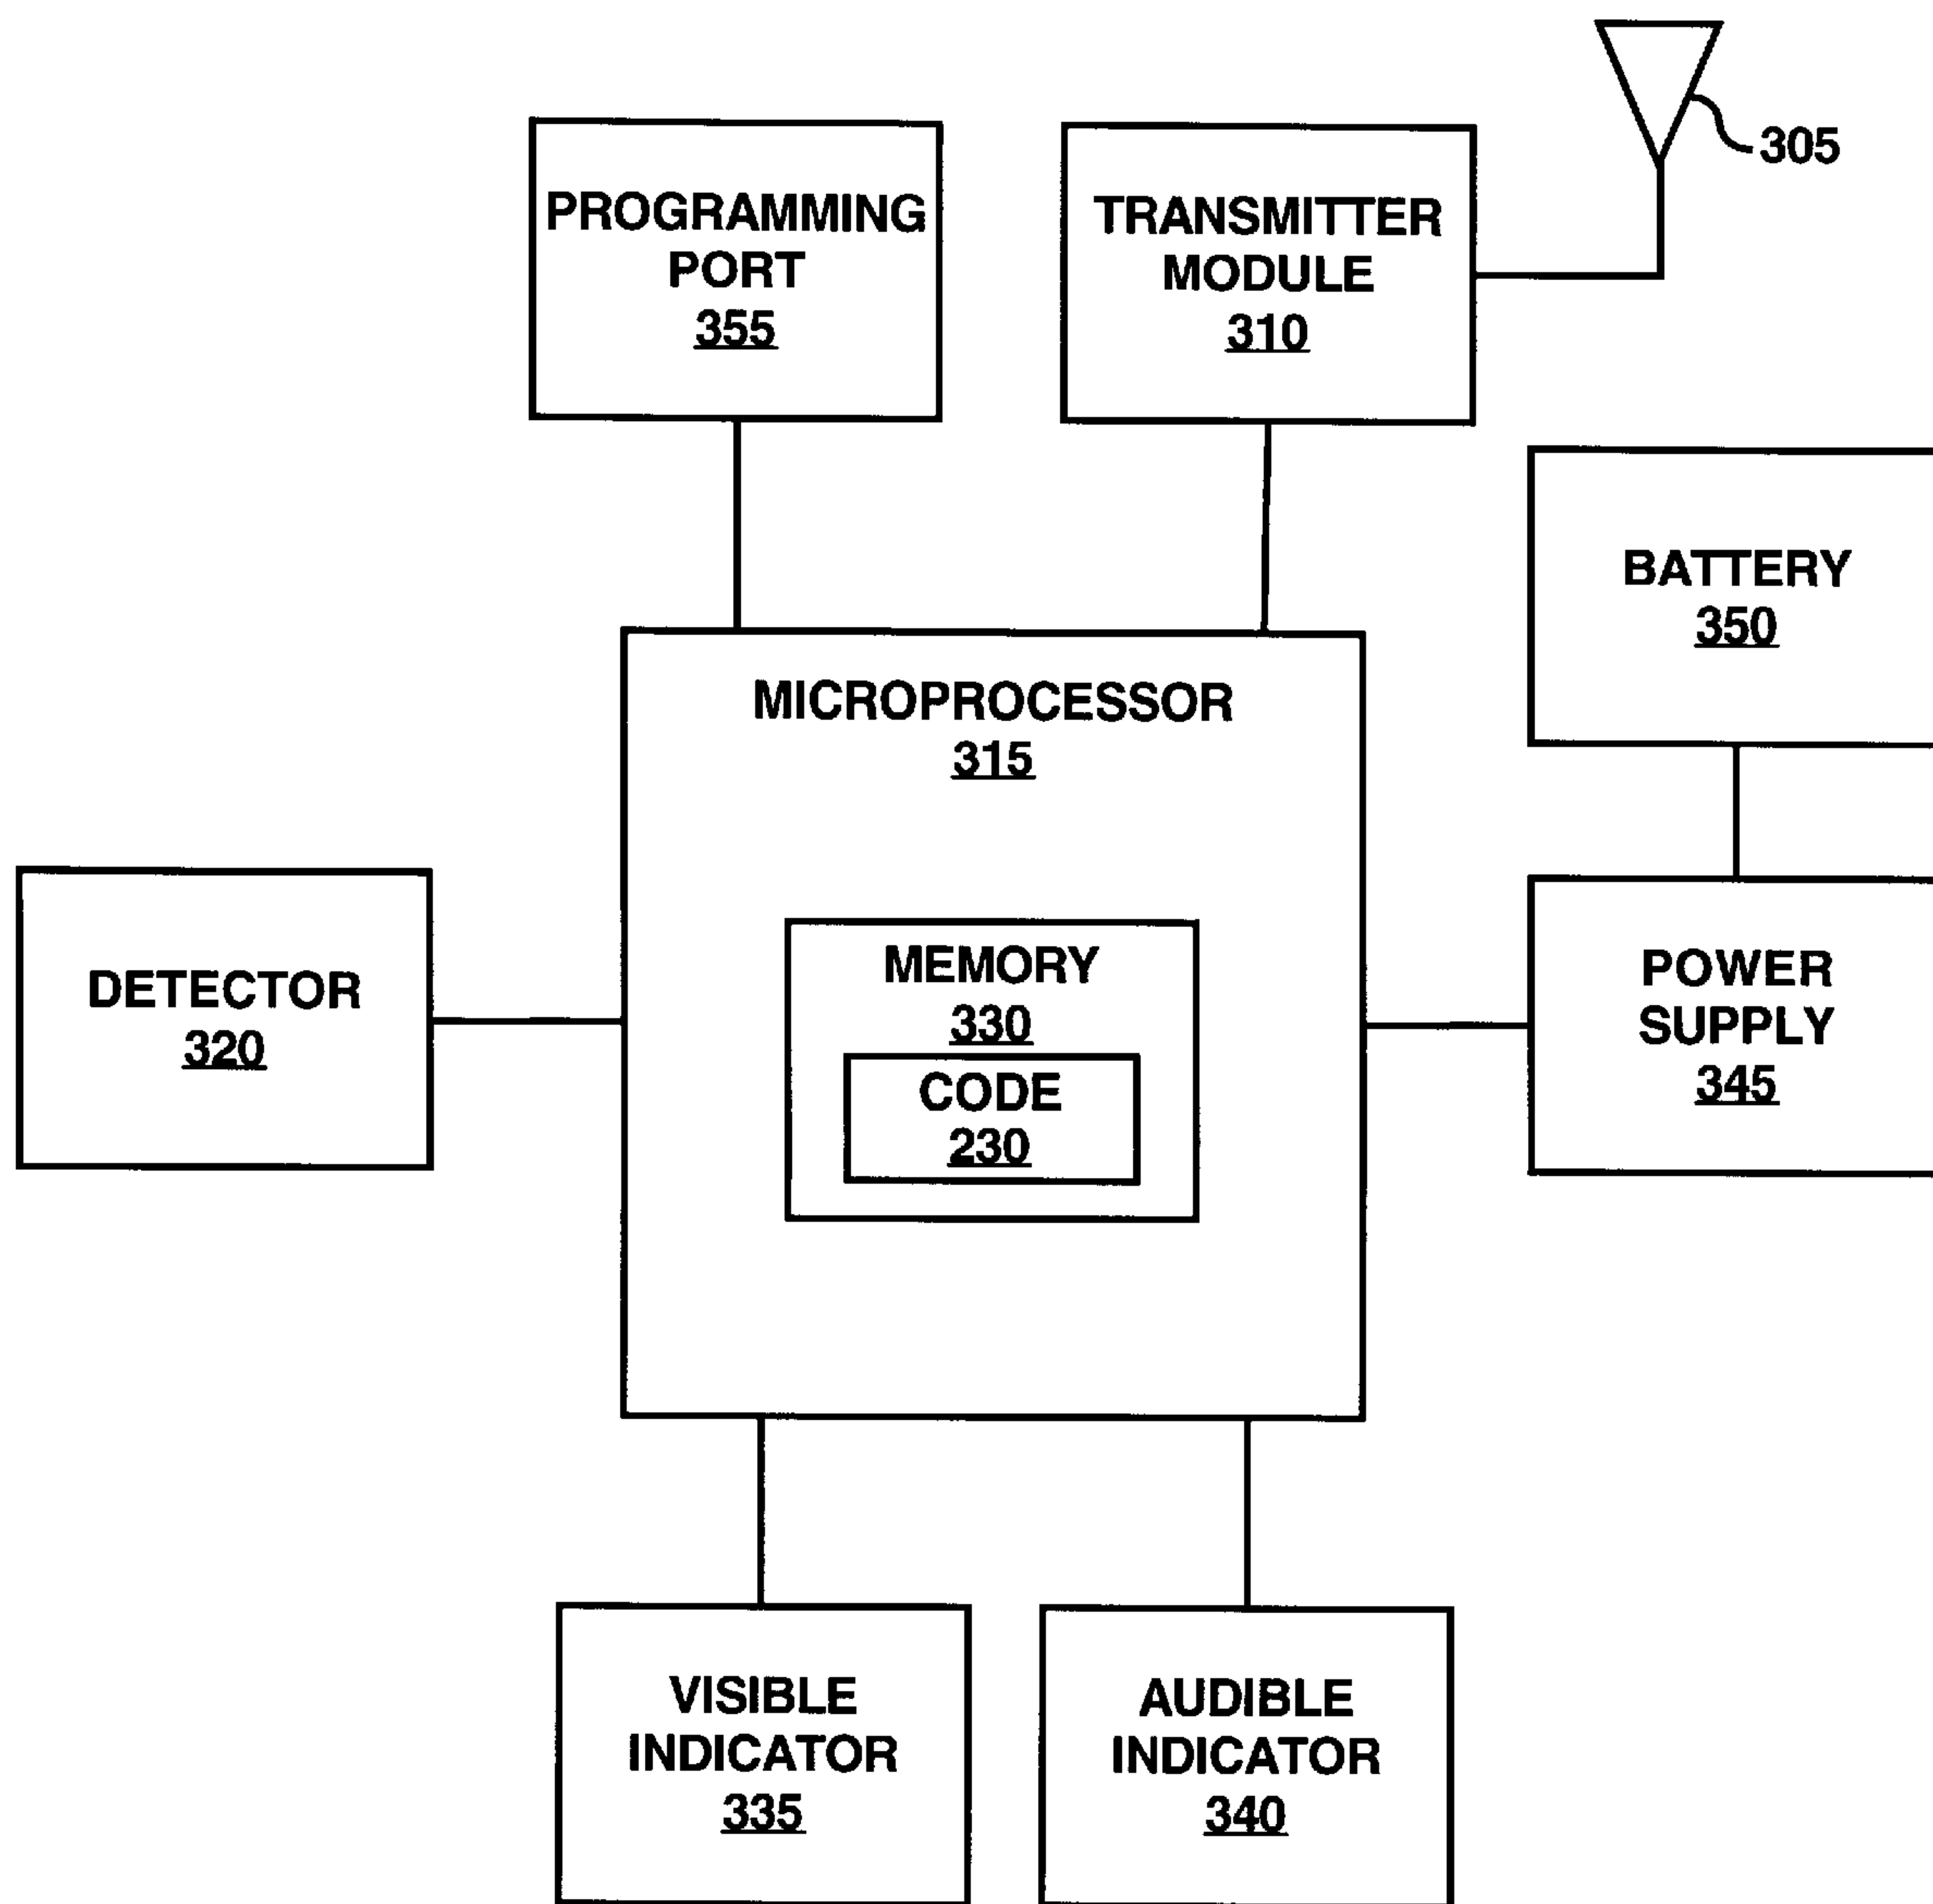 305
PROGRAMMING
PORT
355
TRANSMITTER
MODULE
310
BATTERY
350
MICROPROCESSOR
315
DETECTOR
320
MEMORY
330
CODE
230
POWER
SUPPLY
345
VISIBLE
INDICATOR
335
AUDIBLE
INDICATOR
340